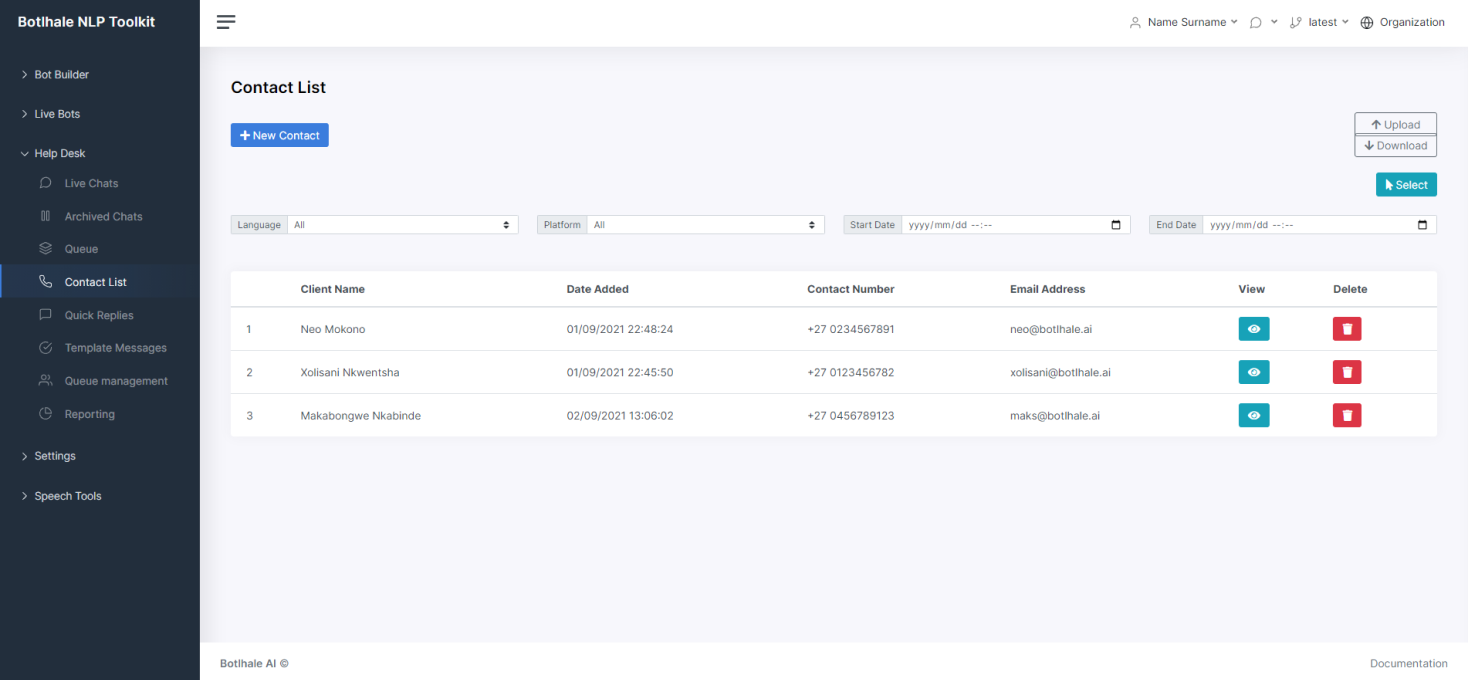 Botlhale NLP Toolkit
Name Surname
latest
Organization
Bot Builder
Live Bots
Help Desk
Live Chats
Archived Chats
Queue
Contact List
Quick Replies
Template Messages
Queue management
Reporting
Settings
Speech Tools
Contact List
New Contact
Upload
Download
Select
Language All Platform All Start Date yyyy/mm/dd --:-- End Date yyyy/mm/dd --:--
Client Name Date Added Contact Number Email Address View Delete
1 Neo Mokono 01/09/2021 22:48:24 +27 0234567891 neo@botlhale.ai
2 Xolisani Nkwentsha 01/09/2021 22:45:50 +27 0123456782 xolisani@botlhale.ai
3 Makabongwe Nkabinde 02/09/2021 13:06:02 +27 0456789123 maks@botlhale.ai
Botlhale AI © Documentation